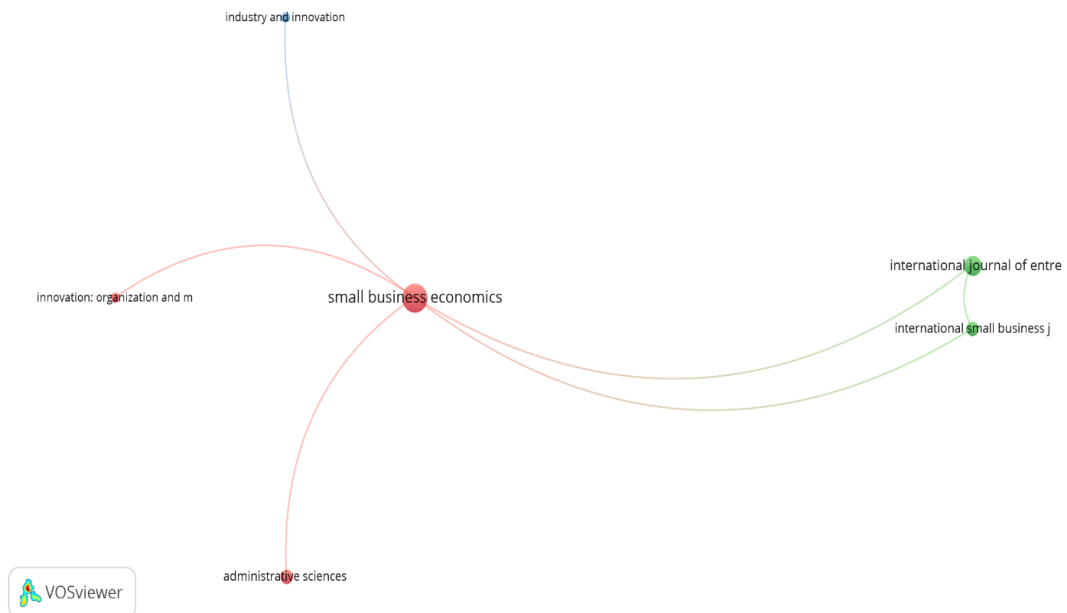 industry and innovation
international journal of entre
innovation: organization and m
small business economics
international small business j
administrative sciences
VOSviewer